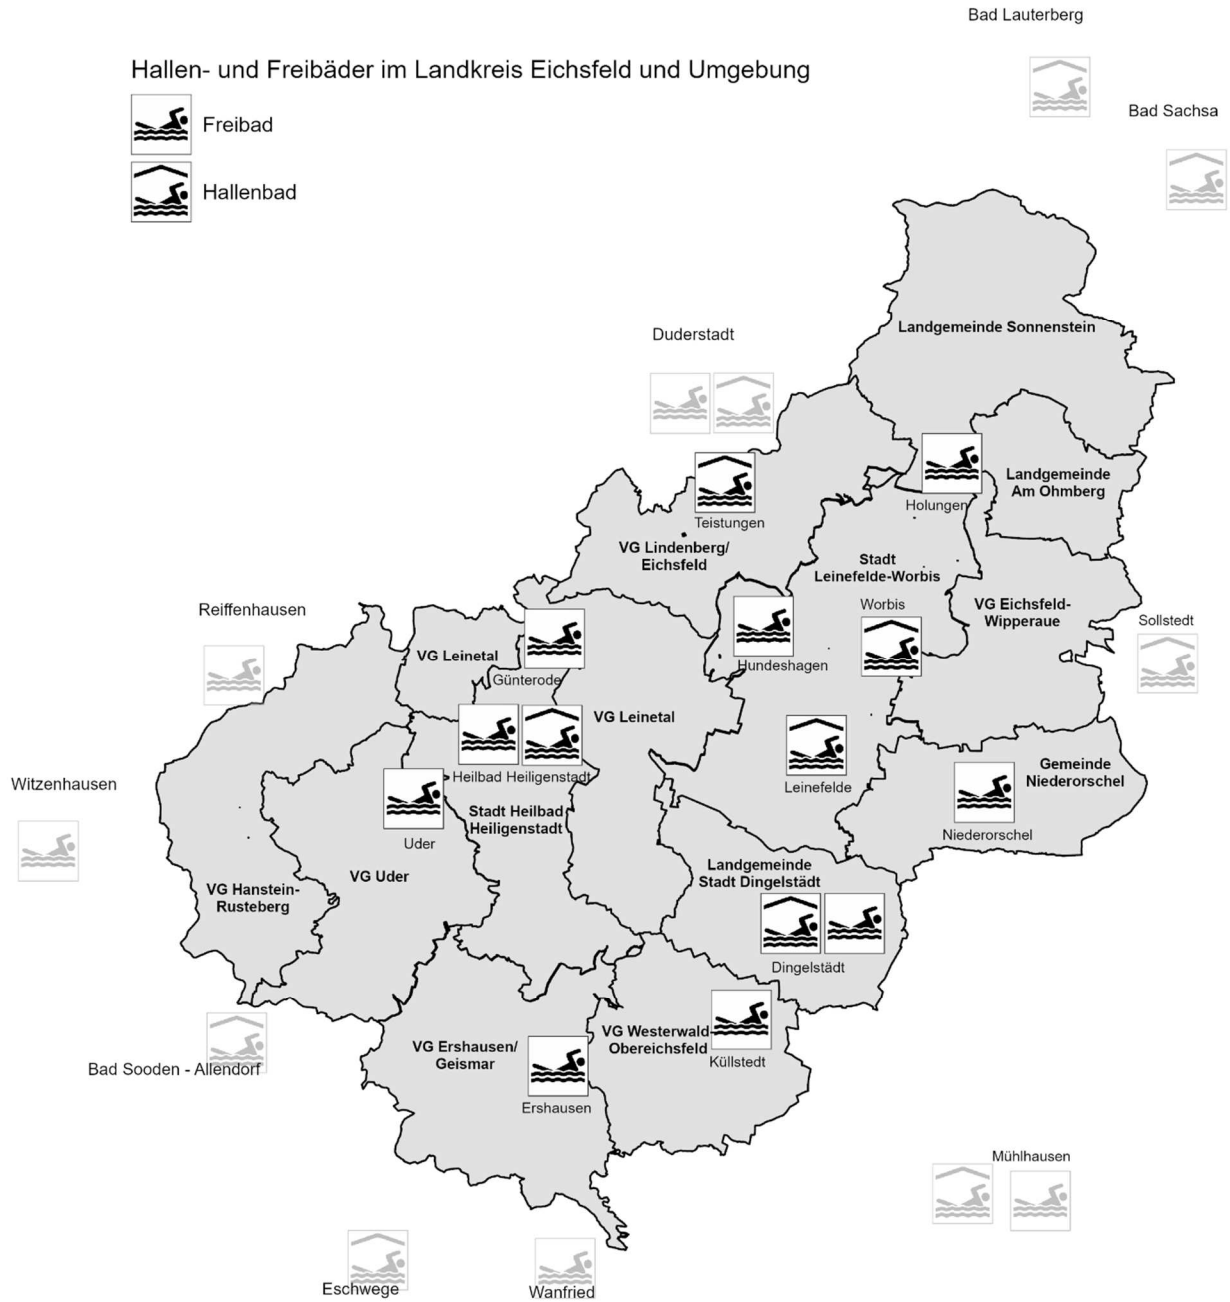 Bad Lauterberg
Hallen- und Freibäder im Landkreis Eichsfeld und Umgebung
Bad Sachsa
Freibad
Hallenbad
Landgemeinde Sonnenstein
Duderstadt
Landgemeinde
Am Ohmberg
Holungen
Teistungen
VG Lindenberg/
Eichsfeld
Stadt
Leinefelde-Worbis
Worbis
VG Eichsfeld-
Wipperaue
Reiffenhausen
Sollstedt
VG Leinetal
Günterode
Hundeshagen
VG Leinetal
Heilbad Heiligenstadt
Gemeinde
Niederorschel
Witzenhausen
Leinefelde
Stadt Heilbad
Heiligenstadt
Niederorschel
Uder
Landgemeinde
Stadt Dingelstädt
VG Uder
VG Hanstein-
Rusteberg
Dingelstädt
VG Westerwald-
Obereichsfeld
VG Ershausen/
Geismar
Küllstedt
Bad Sooden - Allendorf
Ershausen
Mühlhausen
Eschwege
Wanfried